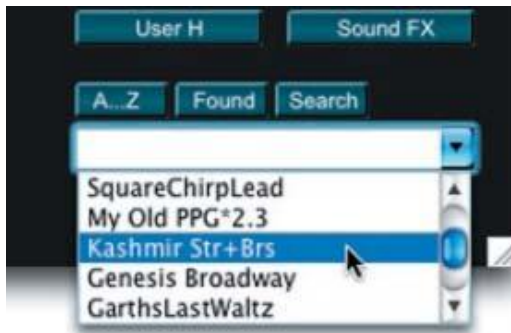 User H Sound FX
A...Z Found Search
SquareChirpLead
My Old PPG*2.3
Kashmir Str+Brs
Genesis Broadway
GarthsLastWaltz